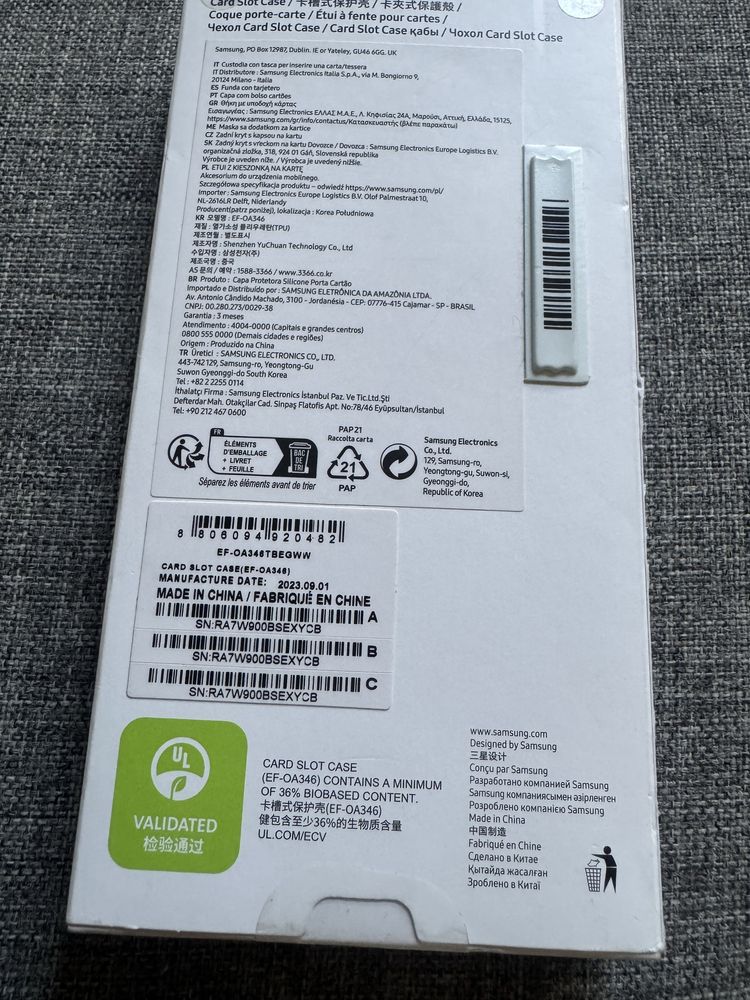 Card Slot Case / 卡槽式保护壳 / 卡夾式保護殼 /
Coque porte-carte / Étui à fente pour cartes /
Чехол Card Slot Case / Card Slot Case қабы / Чохол Card Slot Case
Samsung, PO Box 12987, Dublin. IE or Yateley, GU46 6GG. UK
IT Custodia con tasca per inserire una carta/tessera
IT Distributore : Samsung Electronics Italia S.p.A., via M. Bongiorno 9,
20124 Milano - Italia
ES Funda con tarjetero
PT Capa com bolso cartões
GR Θήκη με υποδοχή κάρτας
Εισαγωγέας : Samsung Electronics ΕΛΛΑΣ Μ.Α.Ε., Λ. Κηφισίας 24Α, Μαρούσι, Αττική, Ελλάδα, 15125,
https://www.samsung.com/gr/info/contactus/Κατασκευαστής (βλέπε παρακάτω)
ME Maska sa dodatkom za kartice
CZ Zadní kryt s kapsou na kartu
SK Zadný kryt s vreckom na kartu Dovozce / Dovozca : Samsung Electronics Europe Logistics B.V.
organizačná zložka, 318, 924 01 Gáň, Slovenská republika
Výrobce je uveden níže. / Výrobca je uvedený nižšie.
PL ETUI Z KIESZONKĄ NA KARTĘ
Akcesorium do urządzenia mobilnego.
Szczegółowa specyfikacja produktu – odwiedź https://www.samsung.com/pl/
Importer : Samsung Electronics Europe Logistics B.V. Olof Palmestraat 10,
NL-2616LR Delft, Niderlandy
Producent(patrz poniżej), lokalizacja : Korea Południowa
KR 모델명 : EF-OA346
재질 : 열가소성 폴리우레탄(TPU)
제조연월 : 별도표시
제조자명 : Shenzhen YuChuan Technology Co., Ltd
수입자명 : 삼성전자(주)
제조국명 : 중국
AS 문의 / 예약 : 1588-3366 / www.3366.co.kr
BR Produto : Capa Protetora Silicone Porta Cartão
Importado e Distribuído por : SAMSUNG ELETRÔNICA DA AMAZÔNIA LTDA.
Av. Antonio Cândido Machado, 3100 - Jordanésia - CEP: 07776-415 Cajamar - SP - BRASIL
CNPJ: 00.280.273/0029-38
Garantia : 3 meses
Atendimento : 4004-0000 (Capitais e grandes centros)
0800 555 0000 (Demais cidades e regiões)
Origem : Produzido na China
TR Üretici : SAMSUNG ELECTRONICS CO,. LTD.
443-742 129, Samsung-ro, Yeongtong-Gu
Suwon Gyeonggi-do South Korea
Tel : +82 2 2255 0114
İthalatçı Firma : Samsung Electronics İstanbul Paz. Ve Tic.Ltd.Şti
Defterdar Mah. Otakçilar Cad. Sinpaş Flatofis Apt. No:78/46 Eyüpsultan/İstanbul
Tel: +90 212 467 0600
FR
ÉLÉMENTS
D'EMBALLAGE
+ LIVRET
+ FEUILLE
BAC
DE
TRI
Séparez les éléments avant de trier
PAP 21
Raccolta carta
21
PAP
Samsung Electronics
Co., Ltd.
129, Samsung-ro,
Yeongtong-gu, Suwon-si,
Gyeonggi-do,
Republic of Korea
8 806094 920482
EF-OA346TBEGWW
CARD SLOT CASE(EF-OA346)
MANUFACTURE DATE: 2023.09.01
MADE IN CHINA / FABRIQUÉ EN CHINE
A
SN:RA7W900BSEXYCB
B
SN:RA7W900BSEXYCB
C
SN:RA7W900BSEXYCB
UL
VALIDATED
检验通过
CARD SLOT CASE
(EF-OA346) CONTAINS A MINIMUM
OF 36% BIOBASED CONTENT.
卡槽式保护壳(EF-OA346)
健包含至少36%的生物质含量
UL.COM/ECV
www.samsung.com
Designed by Samsung
三星设计
Conçu par Samsung
Разработано компанией Samsung
Samsung компаниясымен әзірленген
Розроблено компанією Samsung
Made in China
中国制造
Fabriqué en Chine
Сделано в Китае
Қытайда жасалған
Зроблено в Китаї